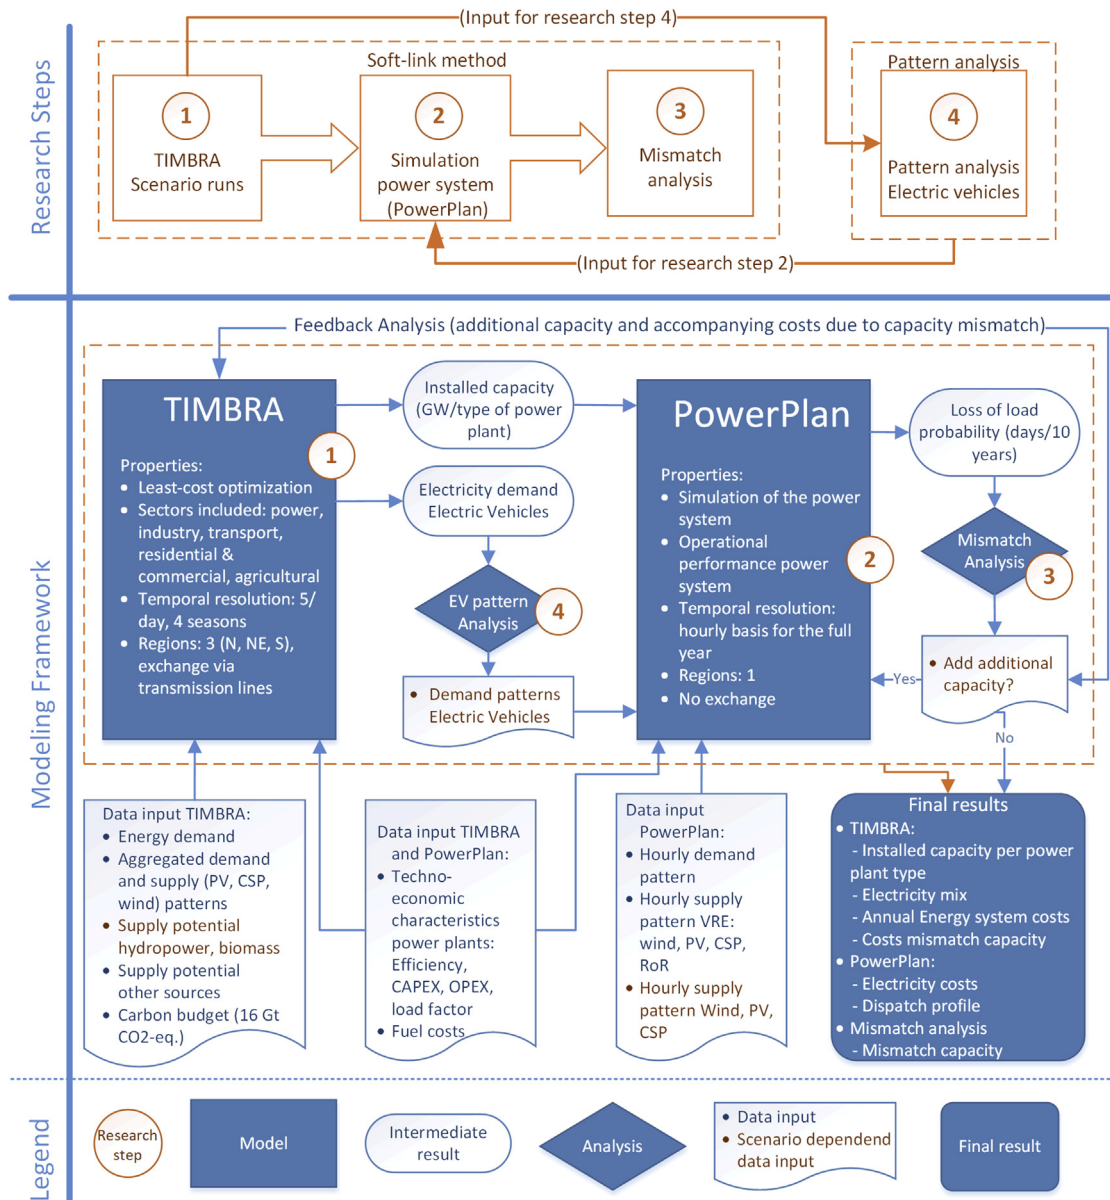 Research Steps
(Input for research step 4)
Soft-link method
1
TIMBRA
Scenario runs
2
Simulation
power system
(PowerPlan)
3
Mismatch
analysis
Pattern analysis
4
Pattern analysis
Electric vehicles
(Input for research step 2)
Modeling Framework
Feedback Analysis (additional capacity and accompanying costs due to capacity mismatch)
TIMBRA
1
Properties:
• Least-cost optimization
• Sectors included: power,
industry, transport,
residential &
commercial, agricultural
• Temporal resolution: 5/
day, 4 seasons
• Regions: 3 (N, NE, S),
exchange via
transmission lines
Installed capacity
(GW/type of power
plant)
Electricity demand
Electric Vehicles
EV pattern
Analysis
4
• Demand patterns
Electric Vehicles
PowerPlan
Properties:
• Simulation of the power
system
• Operational
performance power
system
• Temporal resolution:
hourly basis for the full
year
• Regions: 1
• No exchange
2
Loss of load
probability (days/10
years)
Mismatch
Analysis
3
• Add additional
capacity?
Yes
No
Data input TIMBRA:
• Energy demand
• Aggregated demand
and supply (PV, CSP,
wind) patterns
• Supply potential
hydropower, biomass
• Supply potential
other sources
• Carbon budget (16 Gt
CO2-eq.)
Data input TIMBRA
and PowerPlan:
• Techno-
economic
characteristics
power plants:
Efficiency,
CAPEX, OPEX,
load factor
• Fuel costs
Data input
PowerPlan:
• Hourly demand
pattern
• Hourly supply
pattern VRE:
wind, PV, CSP,
RoR
• Hourly supply
pattern Wind, PV,
CSP
Final results
• TIMBRA:
- Installed capacity per power
plant type
- Electricity mix
- Annual Energy system costs
- Costs mismatch capacity
• PowerPlan:
- Electricity costs
- Dispatch profile
• Mismatch analysis
- Mismatch capacity
Legend
Research
step
Model
Intermediate
result
Analysis
• Data input
• Scenario dependend
data input
Final result